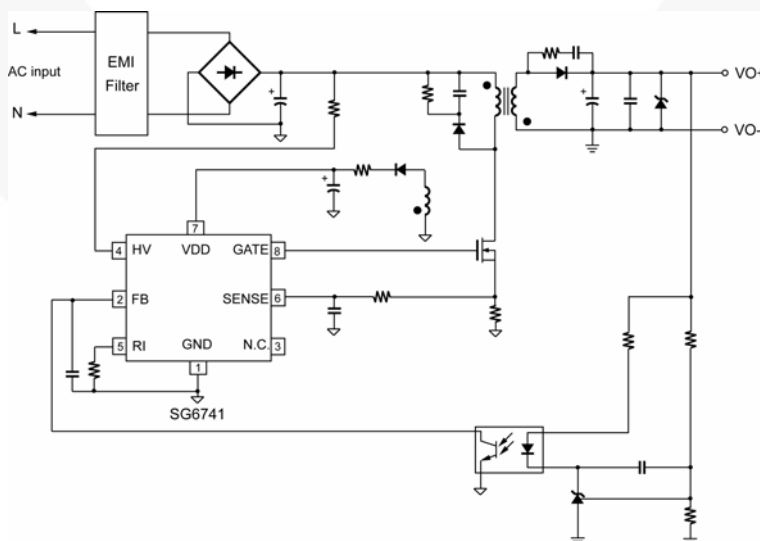 L
AC input
N
EMI
Filter
+
+
+
VO+
VO-
7
4 HV VDD GATE 8
2 FB SENSE 6
5 RI GND N.C. 3
1
SG6741